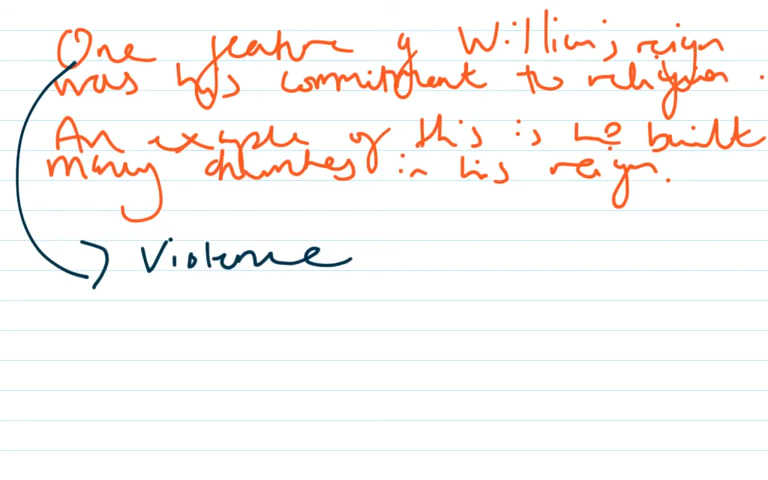 One feature of William's reign
was his commitment to religion.
An example of this is he built
many churches in his reign.
Violence